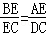 BE/EC = AE/DC